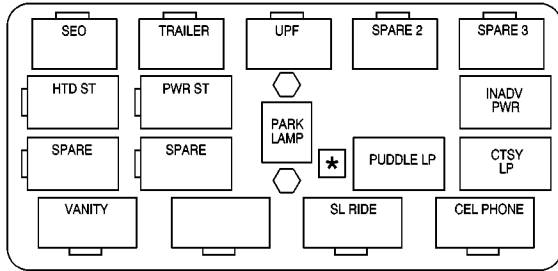 SEO
TRAILER
UPF
SPARE 2
SPARE 3
HTD ST
PWR ST
INADV
PWR
PARK
LAMP
SPARE
SPARE
*
PUDDLE LP
CTSY
LP
VANITY
SL RIDE
CEL PHONE